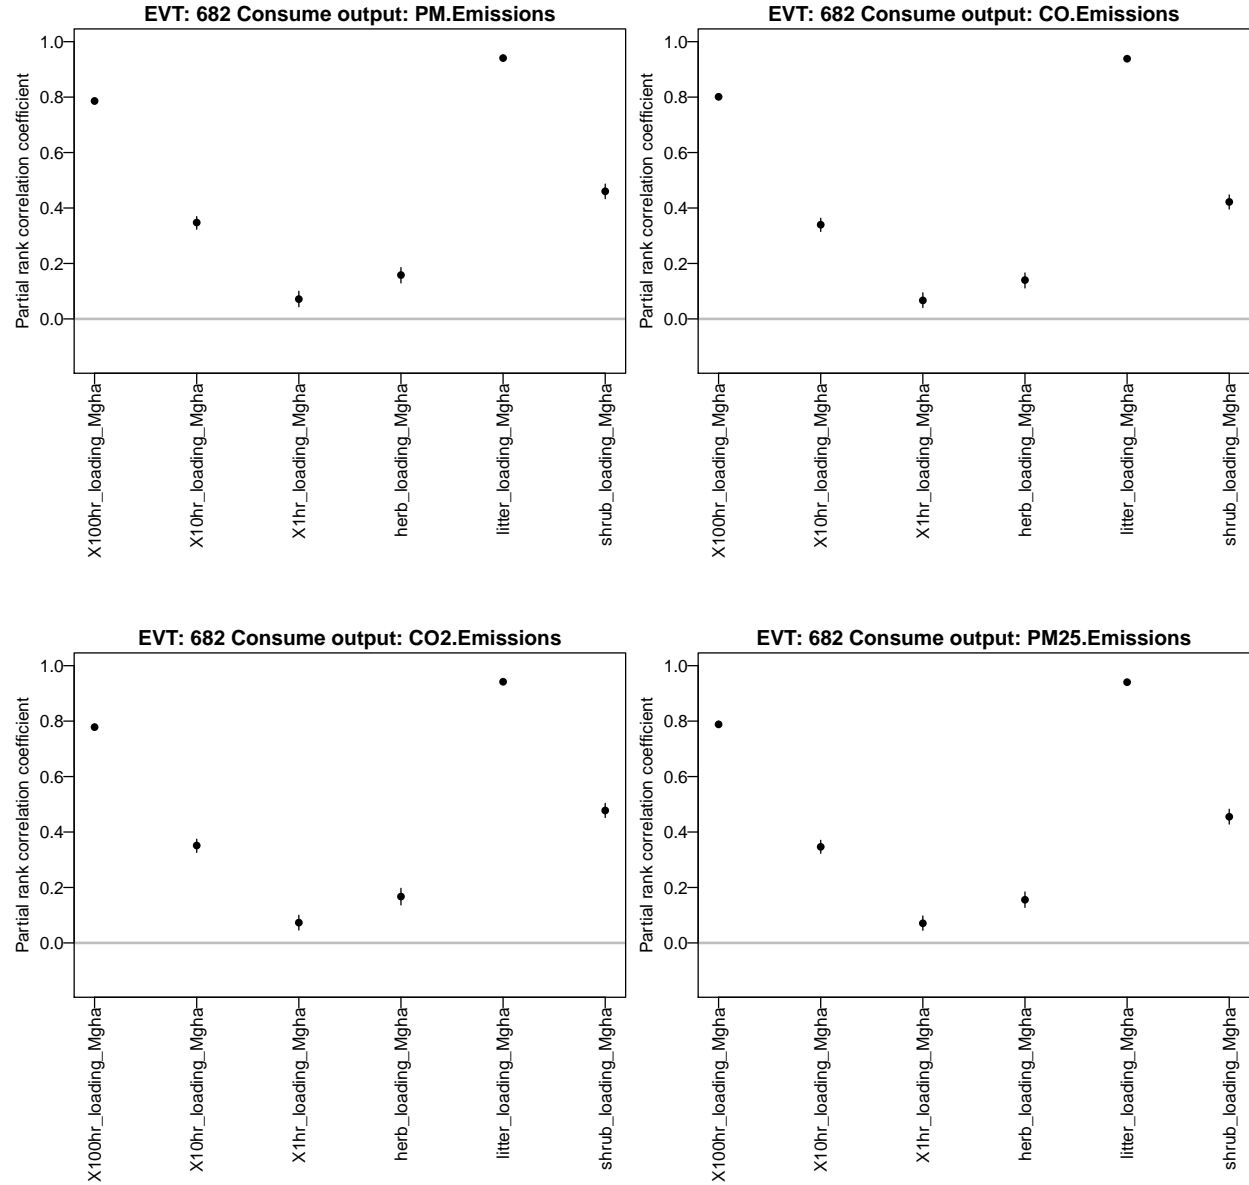 EVT: 682 Consume output: PM.Emissions
Partial rank correlation coefficient
1.0
0.8
0.6
0.4
0.2
0.0
X100hr_loading_Mgha
X10hr_loading_Mgha
X1hr_loading_Mgha
herb_loading_Mgha
litter_loading_Mgha
shrub_loading_Mgha
EVT: 682 Consume output: CO.Emissions
Partial rank correlation coefficient
1.0
0.8
0.6
0.4
0.2
0.0
X100hr_loading_Mgha
X10hr_loading_Mgha
X1hr_loading_Mgha
herb_loading_Mgha
litter_loading_Mgha
shrub_loading_Mgha
EVT: 682 Consume output: CO2.Emissions
Partial rank correlation coefficient
1.0
0.8
0.6
0.4
0.2
0.0
X100hr_loading_Mgha
X10hr_loading_Mgha
X1hr_loading_Mgha
herb_loading_Mgha
litter_loading_Mgha
shrub_loading_Mgha
EVT: 682 Consume output: PM25.Emissions
Partial rank correlation coefficient
1.0
0.8
0.6
0.4
0.2
0.0
X100hr_loading_Mgha
X10hr_loading_Mgha
X1hr_loading_Mgha
herb_loading_Mgha
litter_loading_Mgha
shrub_loading_Mgha